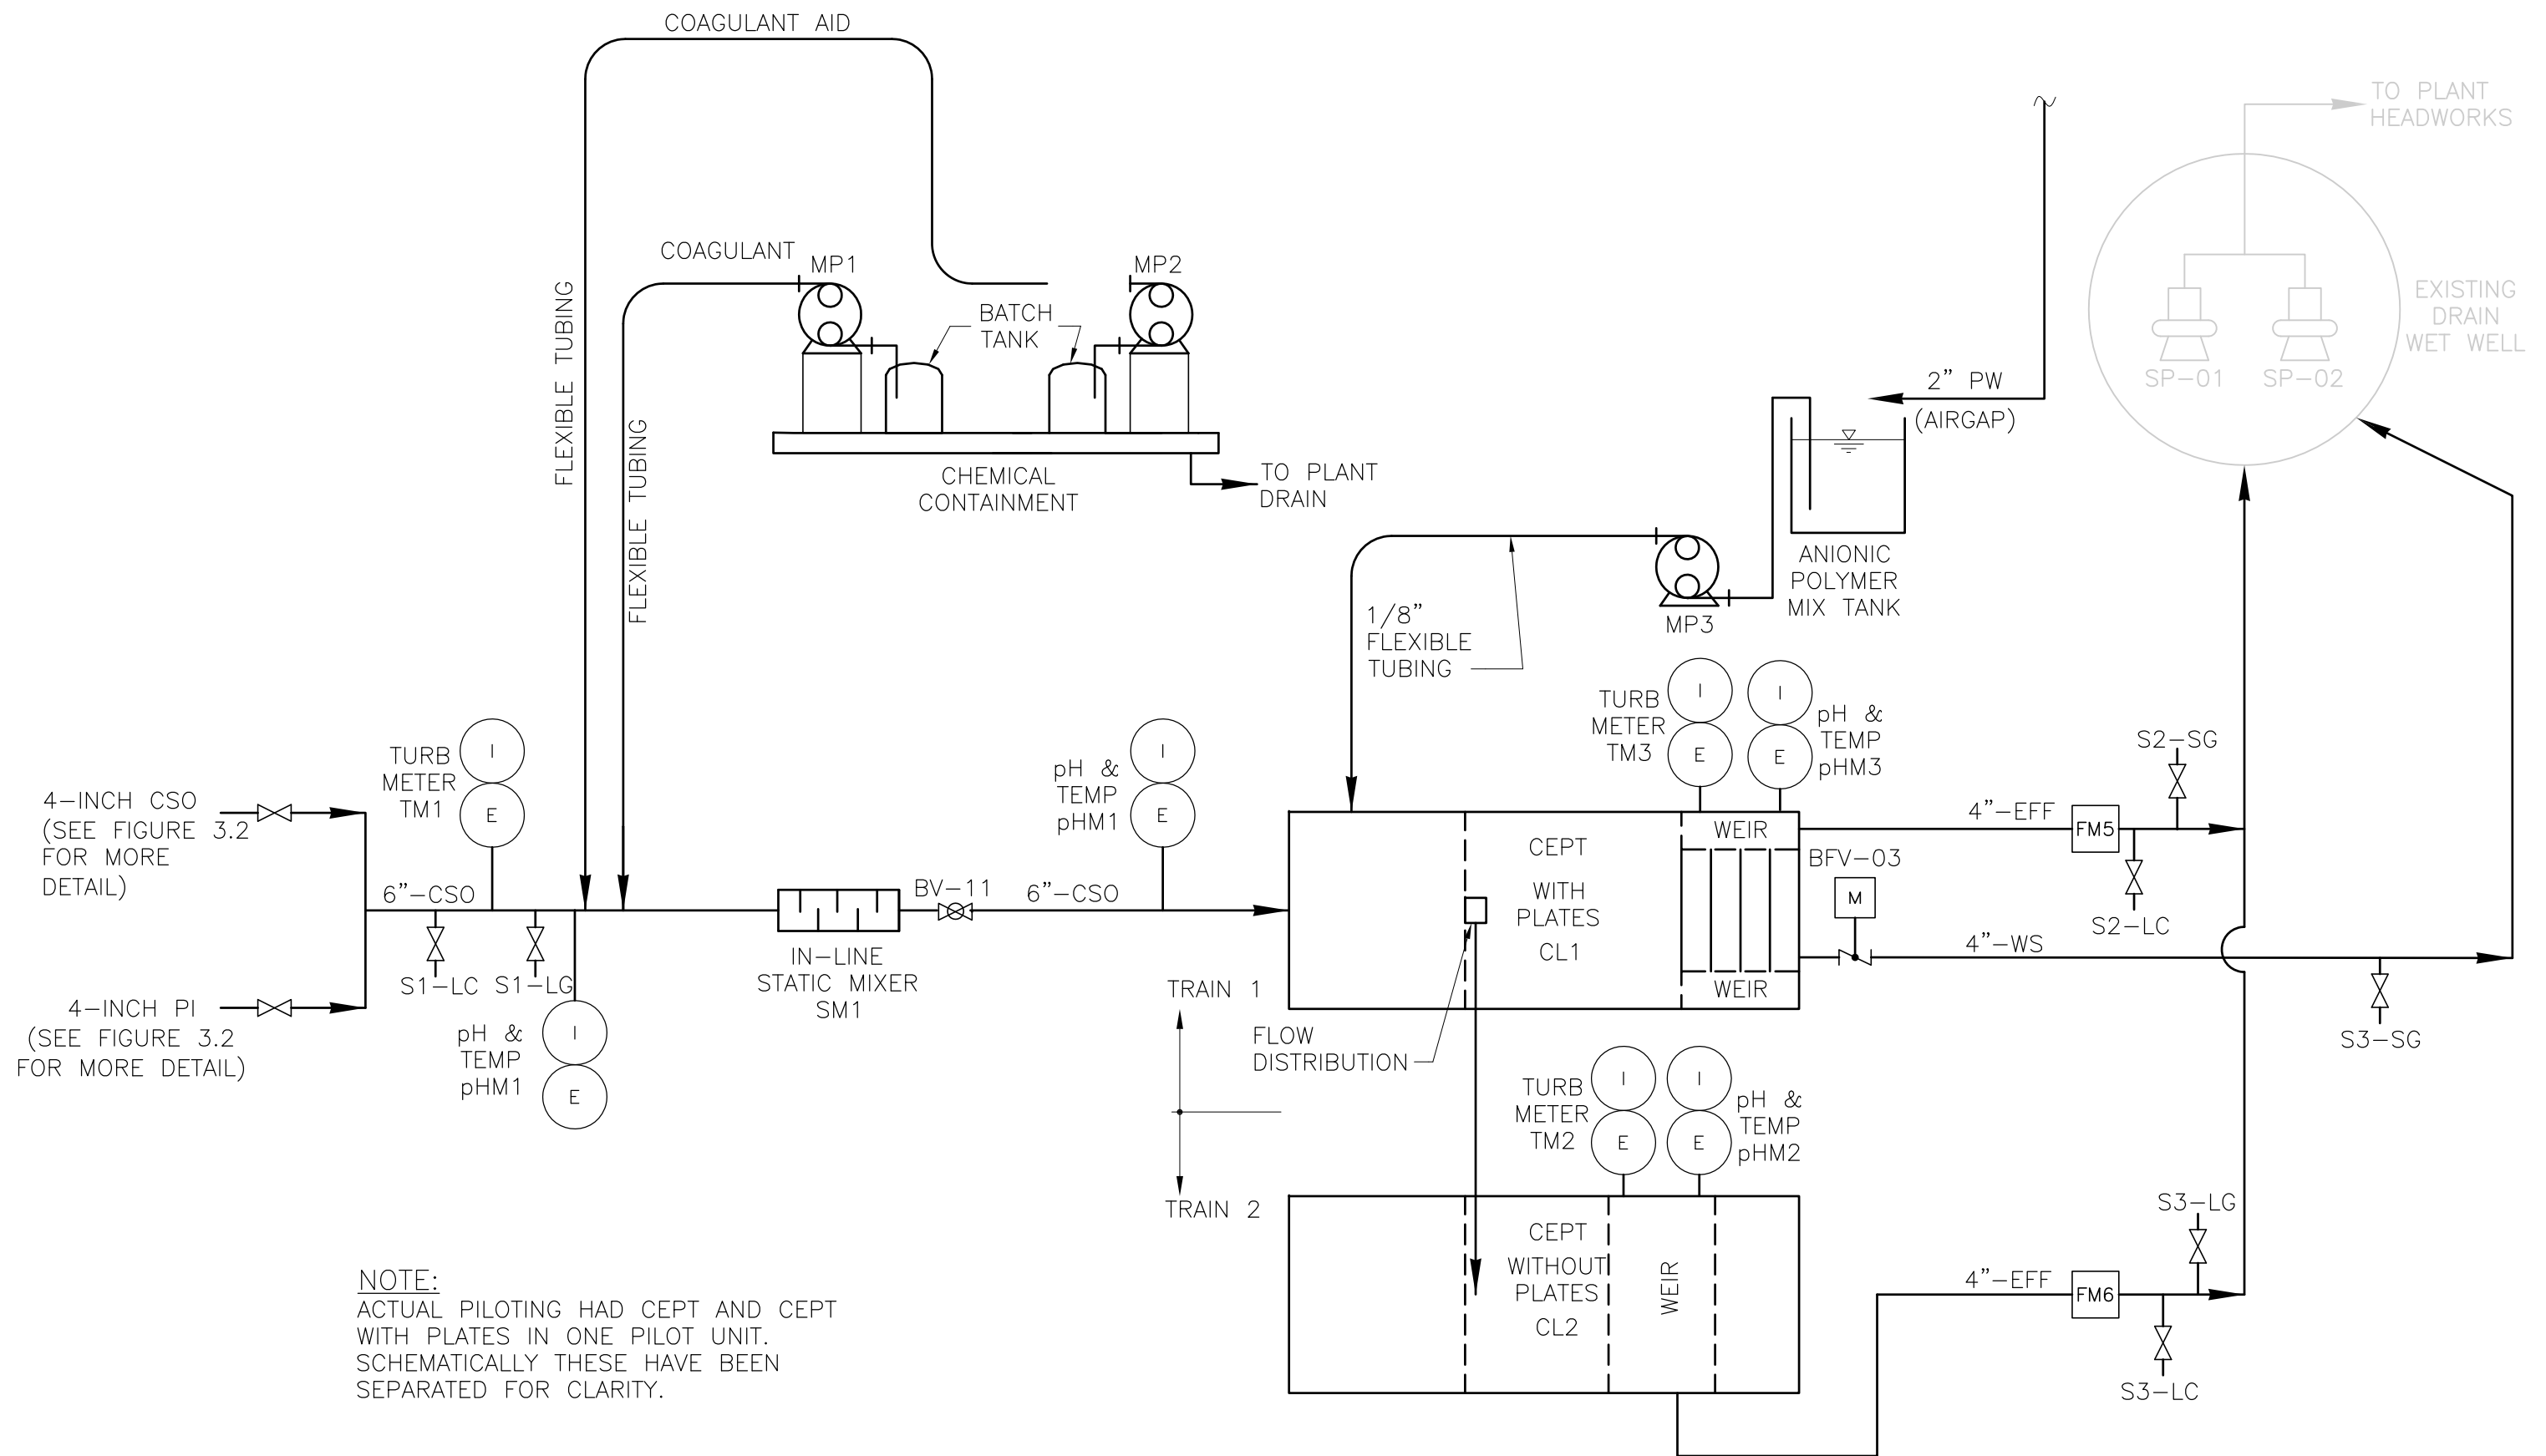 COAGULANT AID
COAGULANT
MP1
MP2
BATCH
TANK
FLEXIBLE TUBING
FLEXIBLE TUBING
CHEMICAL
CONTAINMENT
TO PLANT
DRAIN
TO PLANT
HEADWORKS
EXISTING
DRAIN
WET WELL
SP-01
SP-02
2" PW
(AIRGAP)
ANIONIC
POLYMER
MIX TANK
MP3
1/8"
FLEXIBLE
TUBING
4-INCH CSO
(SEE FIGURE 3.2
FOR MORE
DETAIL)
4-INCH PI
(SEE FIGURE 3.2
FOR MORE DETAIL)
6"-CSO
TURB
METER
TM1
I
E
S1-LC
S1-LG
pH &
TEMP
pHM1
I
E
IN-LINE
STATIC MIXER
SM1
BV-11
6"-CSO
pH &
TEMP
pHM1
I
E
TURB
METER
TM3
I
E
I
E
pH &
TEMP
pHM3
CEPT
WITH
PLATES
CL1
WEIR
WEIR
BFV-03
M
4"-EFF
FM5
S2-SG
S2-LC
4"-WS
S3-SG
TRAIN 1
TRAIN 2
FLOW
DISTRIBUTION
TURB
METER
TM2
I
E
I
E
pH &
TEMP
pHM2
CEPT
WITHOUT
PLATES
CL2
WEIR
4"-EFF
FM6
S3-LG
S3-LC
NOTE:
ACTUAL PILOTING HAD CEPT AND CEPT
WITH PLATES IN ONE PILOT UNIT.
SCHEMATICALLY THESE HAVE BEEN
SEPARATED FOR CLARITY.